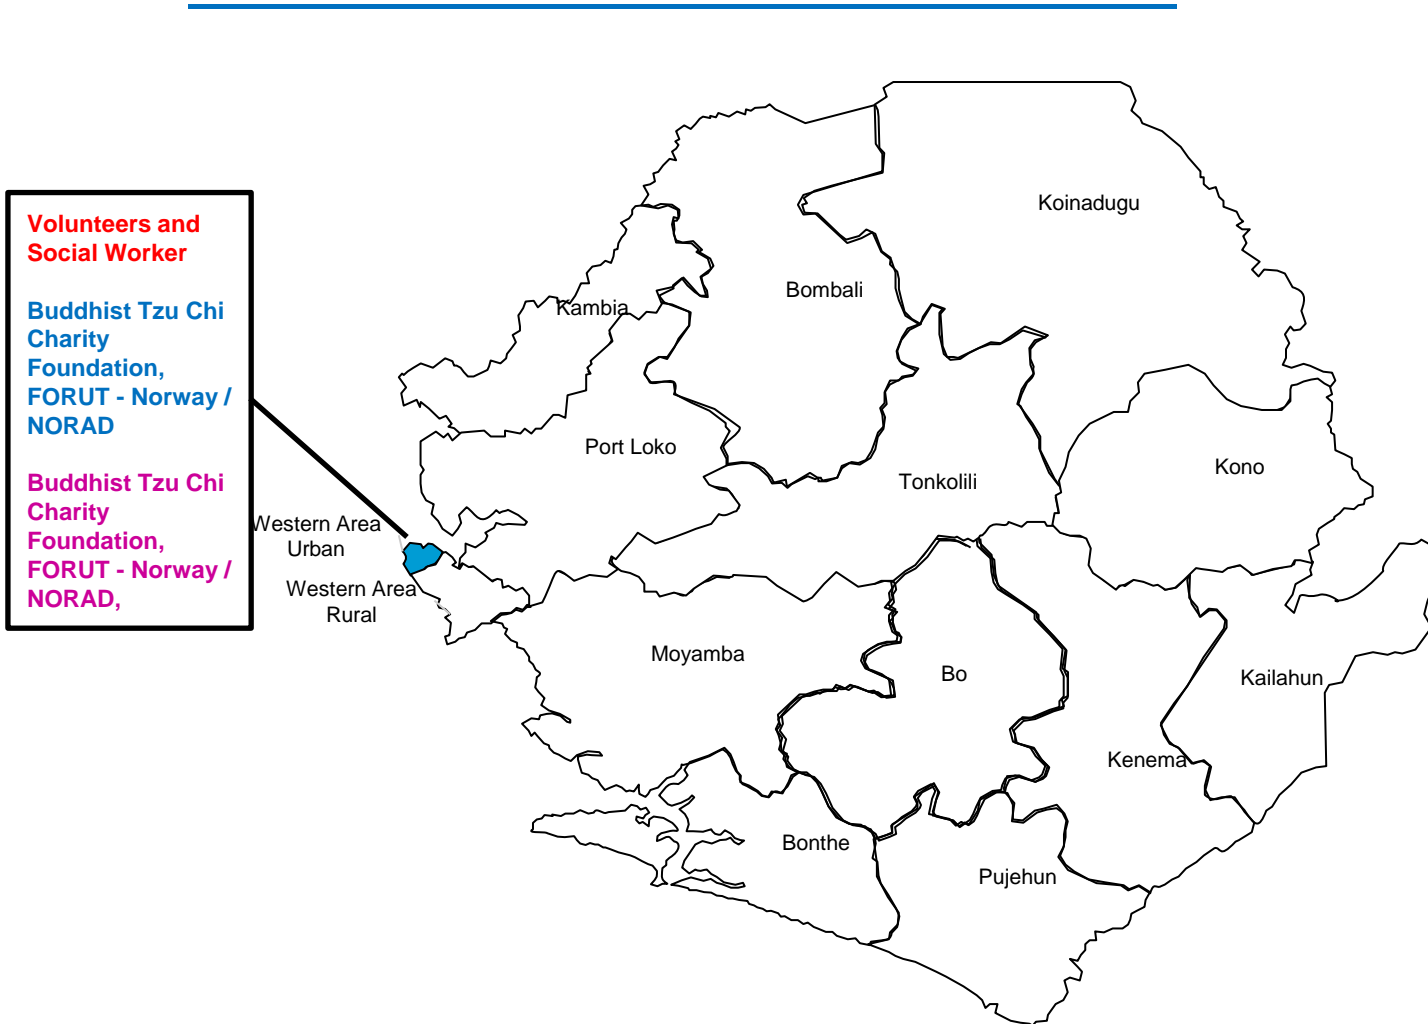 Volunteers and
Social Worker
Buddhist Tzu Chi
Charity
Foundation,
FORUT - Norway /
NORAD
Buddhist Tzu Chi
Charity
Foundation,
FORUT - Norway /
NORAD,
Koinadugu
Bombali
Kambia
Port Loko
Kono
Tonkolili
Western Area
Urban
Western Area
Rural
Moyamba
Bo
Kailahun
Kenema
Bonthe
Pujehun